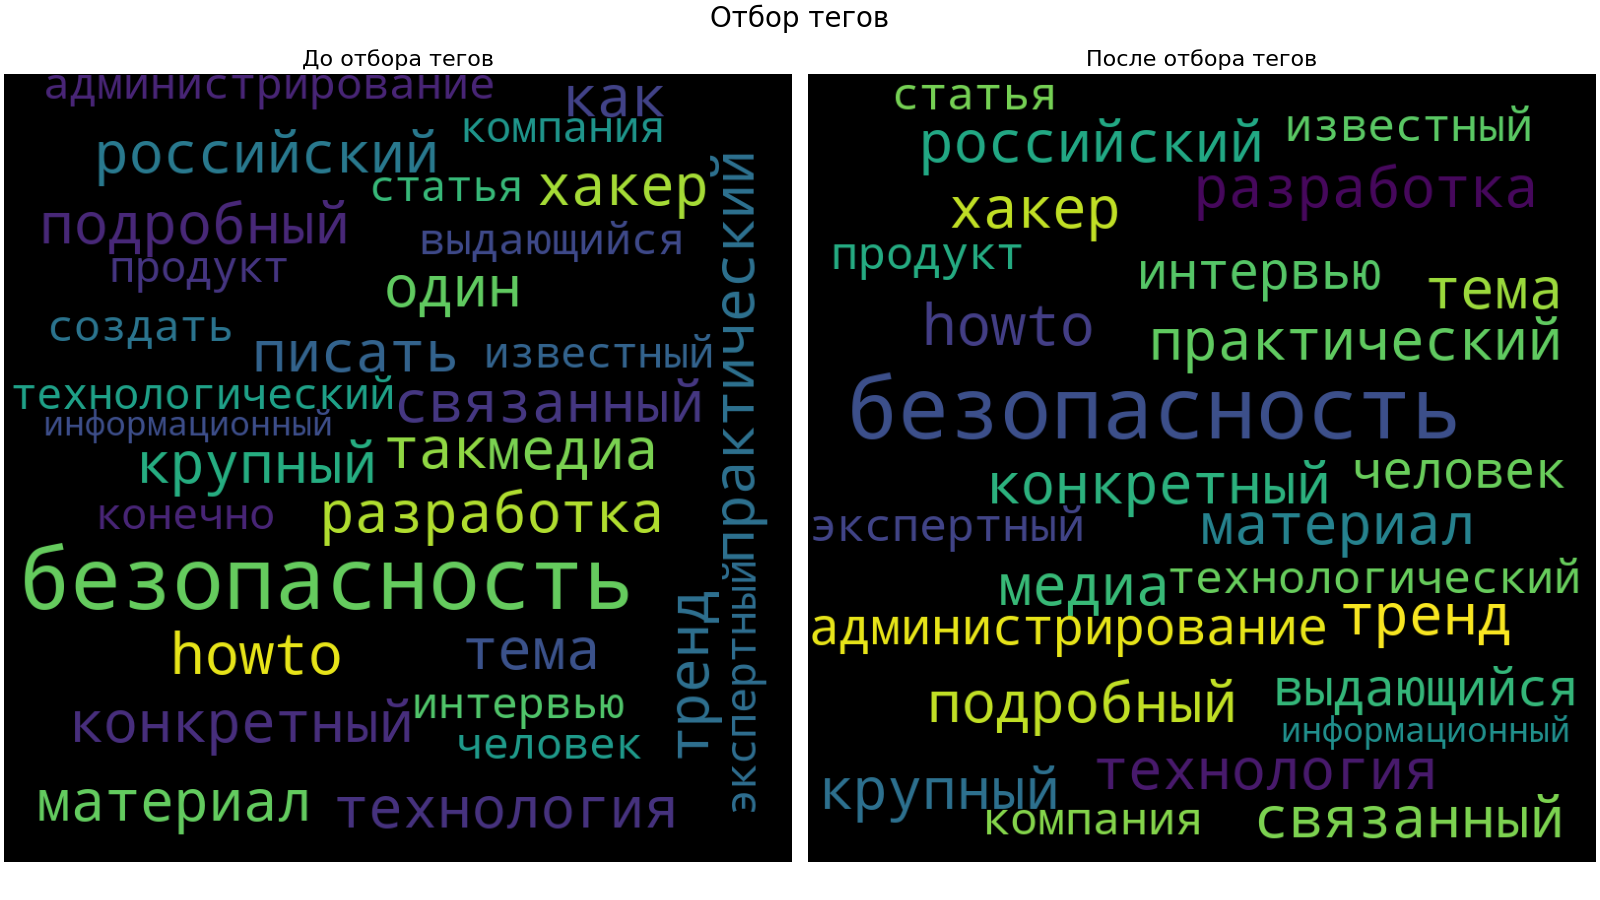 Отбор тегов
До отбора тегов
администрирование
как
компания
российский
статья
хакер
подробный
выдающийся
продукт
один
создать
писать
известный
технологический
связанный
информационный
так
медиа
крупный
конечно
разработка
безопасность
howto
тема
конкретный
интервью
человек
материал
технология
практический
тренд
экспертный
После отбора тегов
статья
российский
известный
разработка
хакер
продукт
интервью
тема
howto
практический
безопасность
человек
конкретный
экспертный
материал
медиа
технологический
администрирование
тренд
подробный
выдающийся
информационный
крупный
технология
компания
связанный